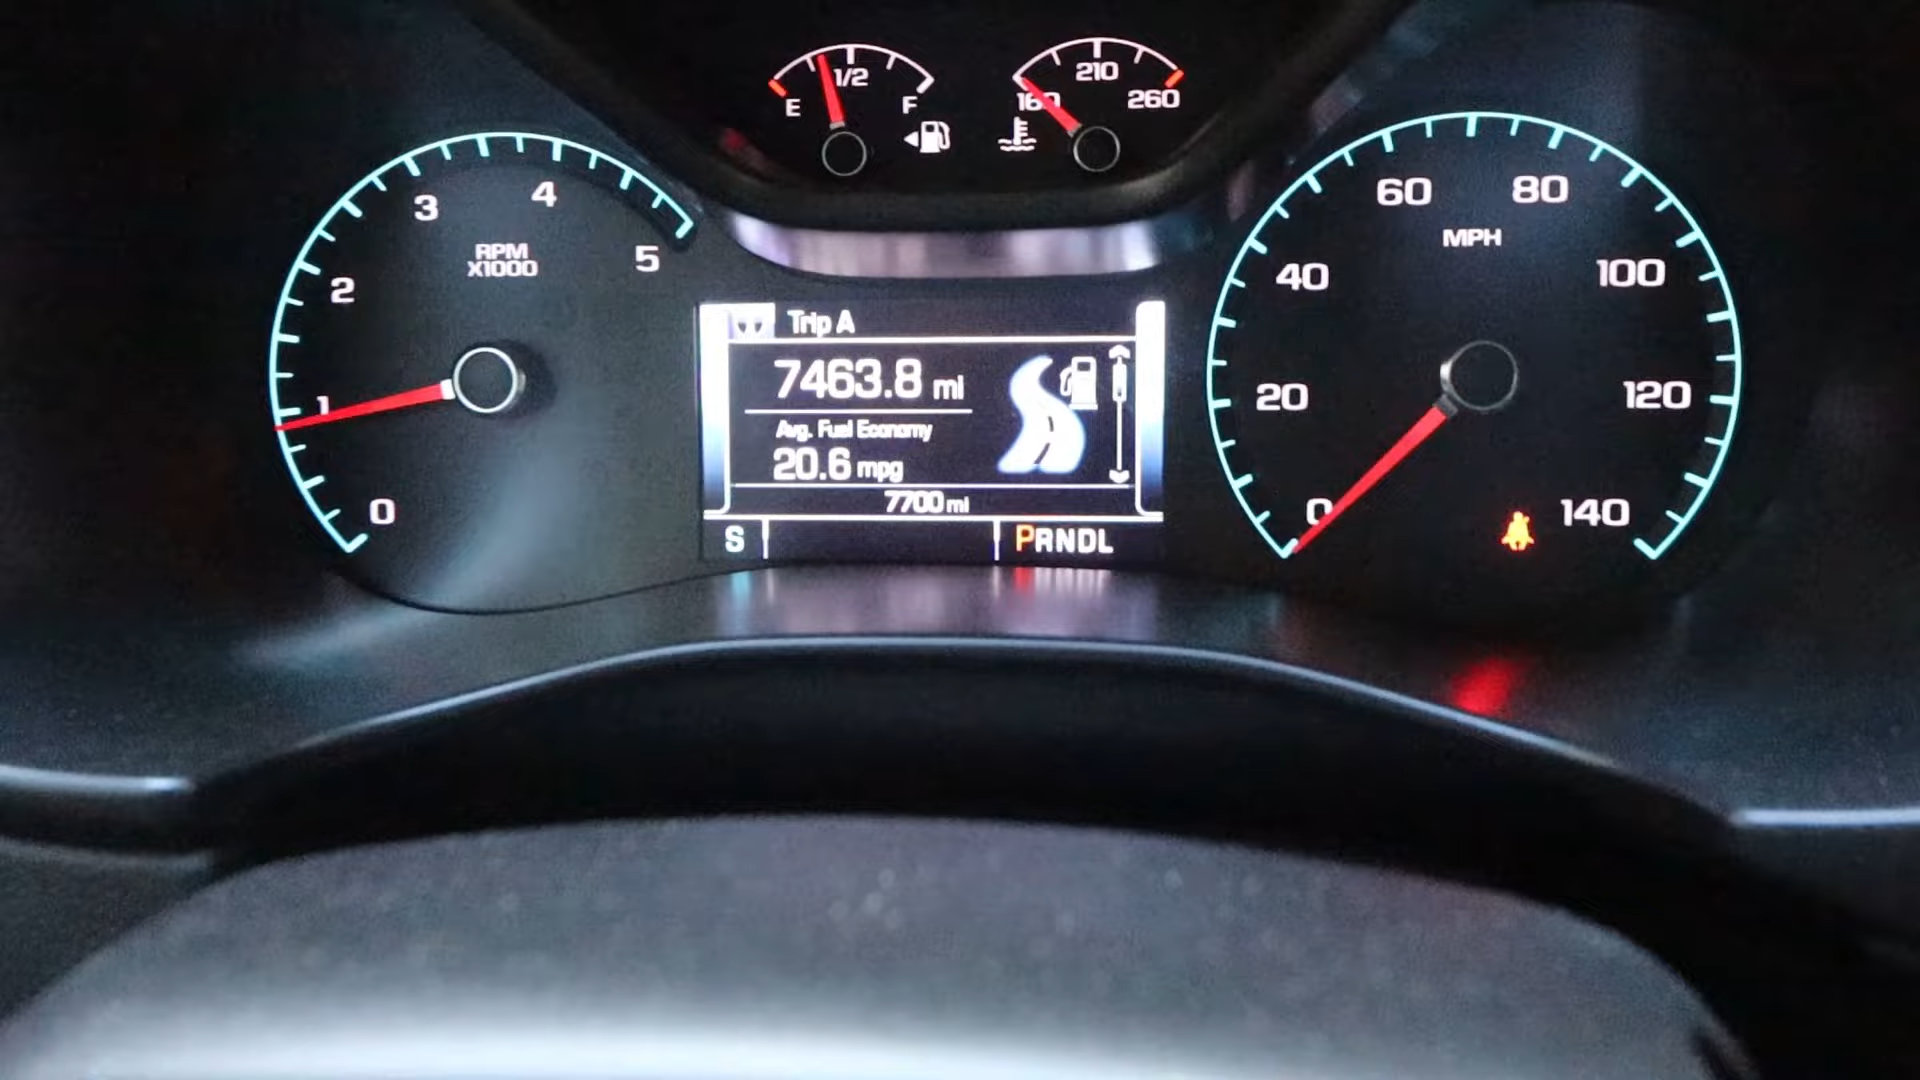 E 1/2 F
160 210 260
0 1 2 3 4 5
RPM
X1000
Trip A
7463.8 mi
Avg. Fuel Economy
20.6 mpg
7700 mi
S PRNDL
0 20 40 60 80 100 120 140
MPH